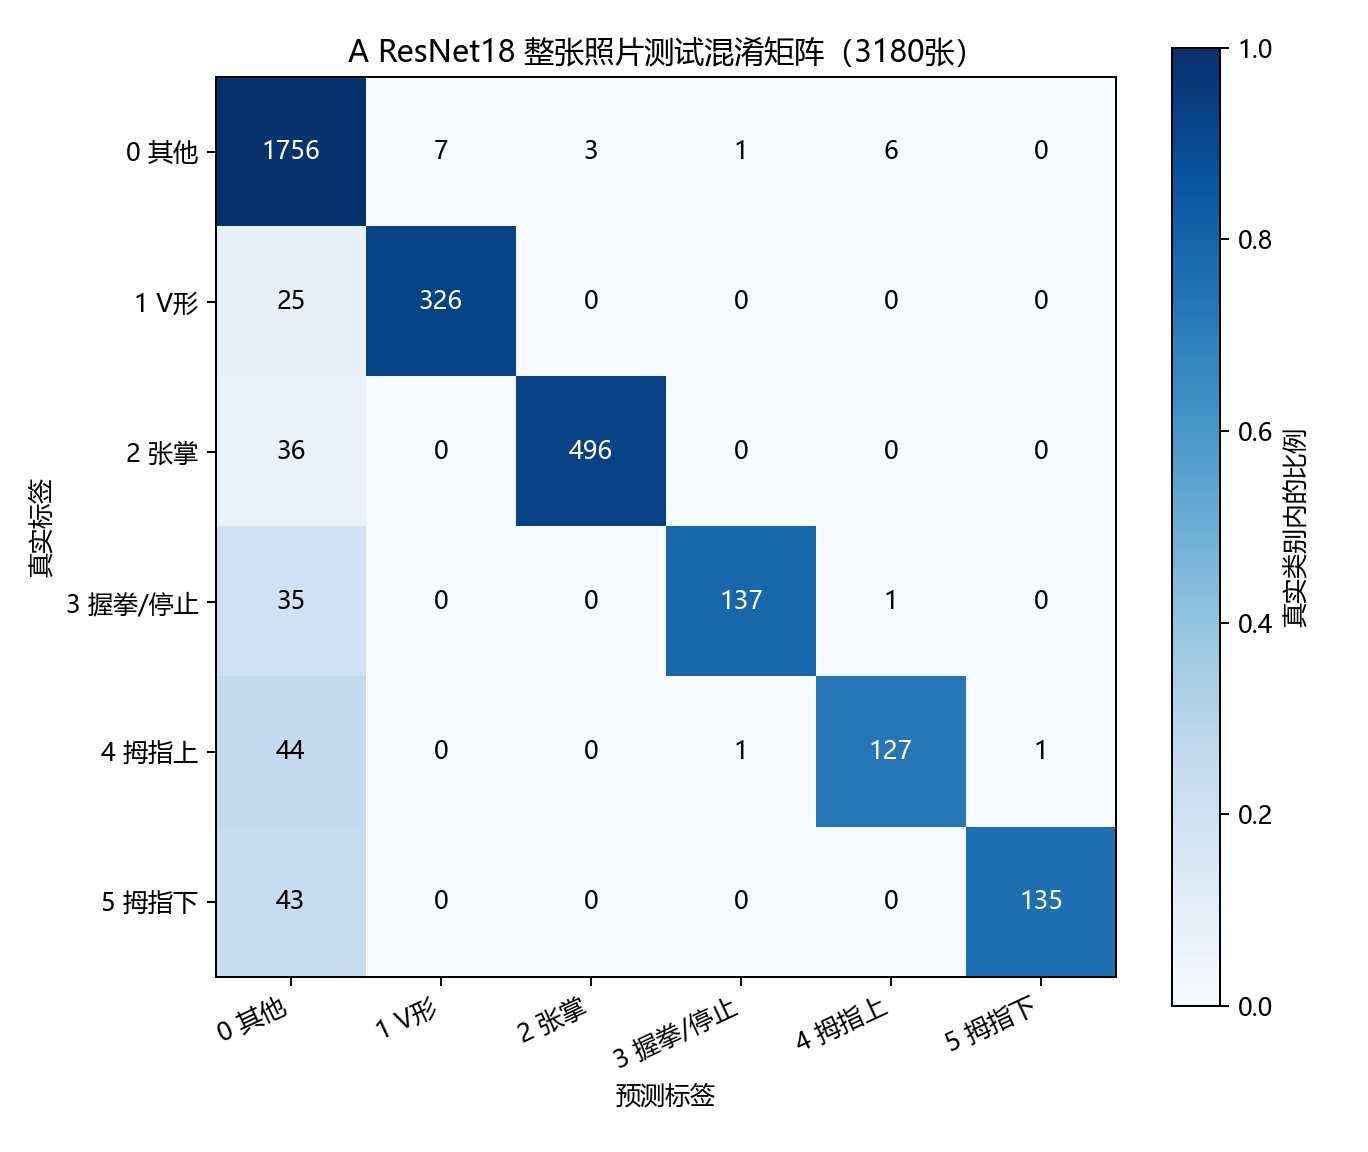 A ResNet18 整张照片测试混淆矩阵（3180张）
真实标签
0 其他
1 V形
2 张掌
3 握拳/停止
4 拇指上
5 拇指下
1756 7 3 1 6 0
25 326 0 0 0 0
36 0 496 0 0 0
35 0 0 137 1 0
44 0 0 1 127 1
43 0 0 0 0 135
0 其他
1 V形
2 张掌
3 握拳/停止
4 拇指上
5 拇指下
预测标签
1.0
0.8
0.6
0.4
0.2
0.0
真实类别内的比例